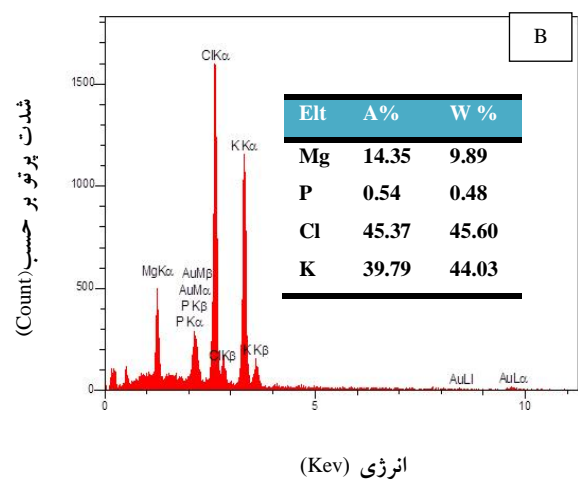 B
ClKα
1500
Elt A% W %
Mg 14.35 9.89
P 0.54 0.48
Cl 45.37 45.60
K 39.79 44.03
K Kα
1000
MgKα
AuMβ
AuMα
P Kβ
P Kα
500
ClKβ
K Kβ
AuLl
AuLα
0
0 5 10
شدت پرتو بر حسب(Count)
انرژی (Kev)